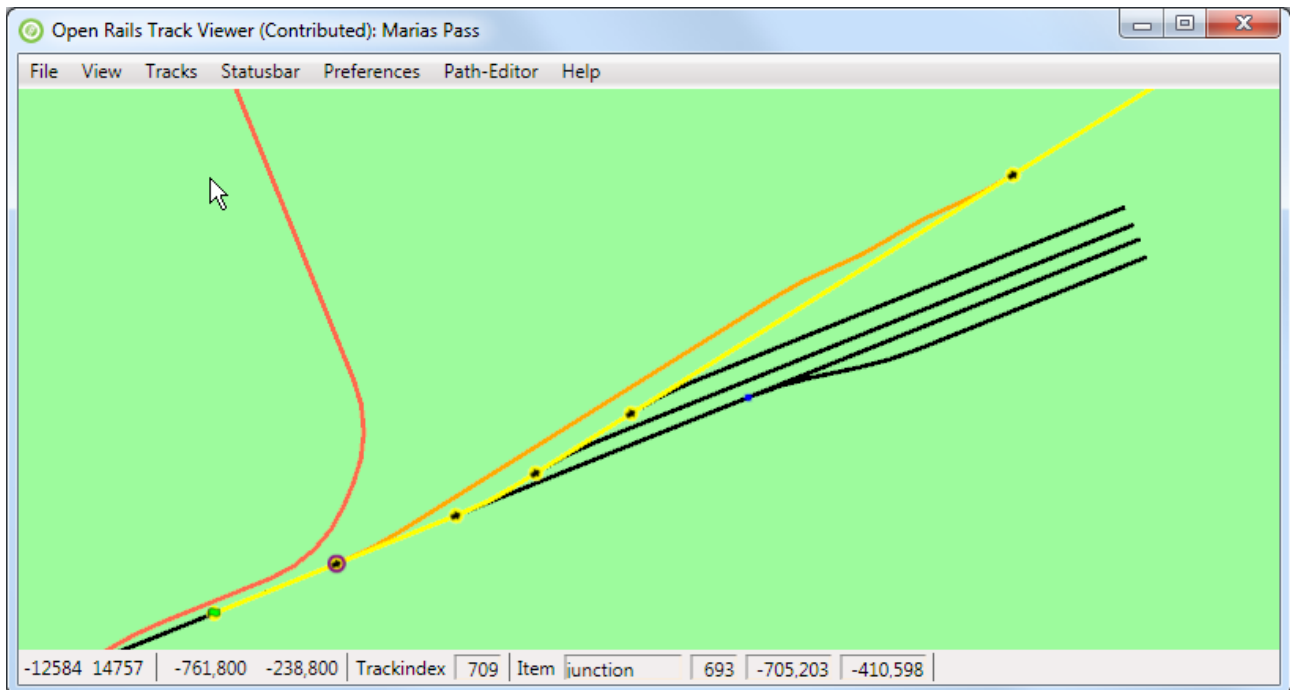 Open Rails Track Viewer (Contributed): Marias Pass
File View Tracks Statusbar Preferences Path-Editor Help
-12584 14757 -761,800 -238,800 Trackindex 709 Item junction 693 -705,203 -410,598